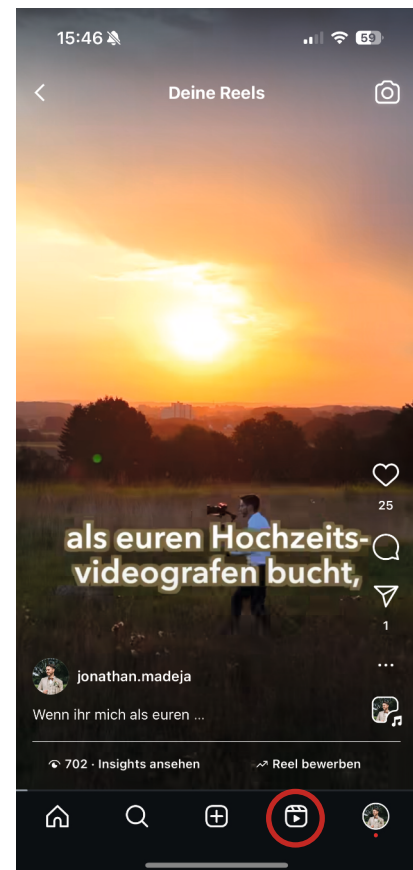 15:46
59
Deine Reels
25
als euren Hochzeits-
videografen bucht,
1
jonathan.madeja
Wenn ihr mich als euren ...
702 · Insights ansehen
Reel bewerben